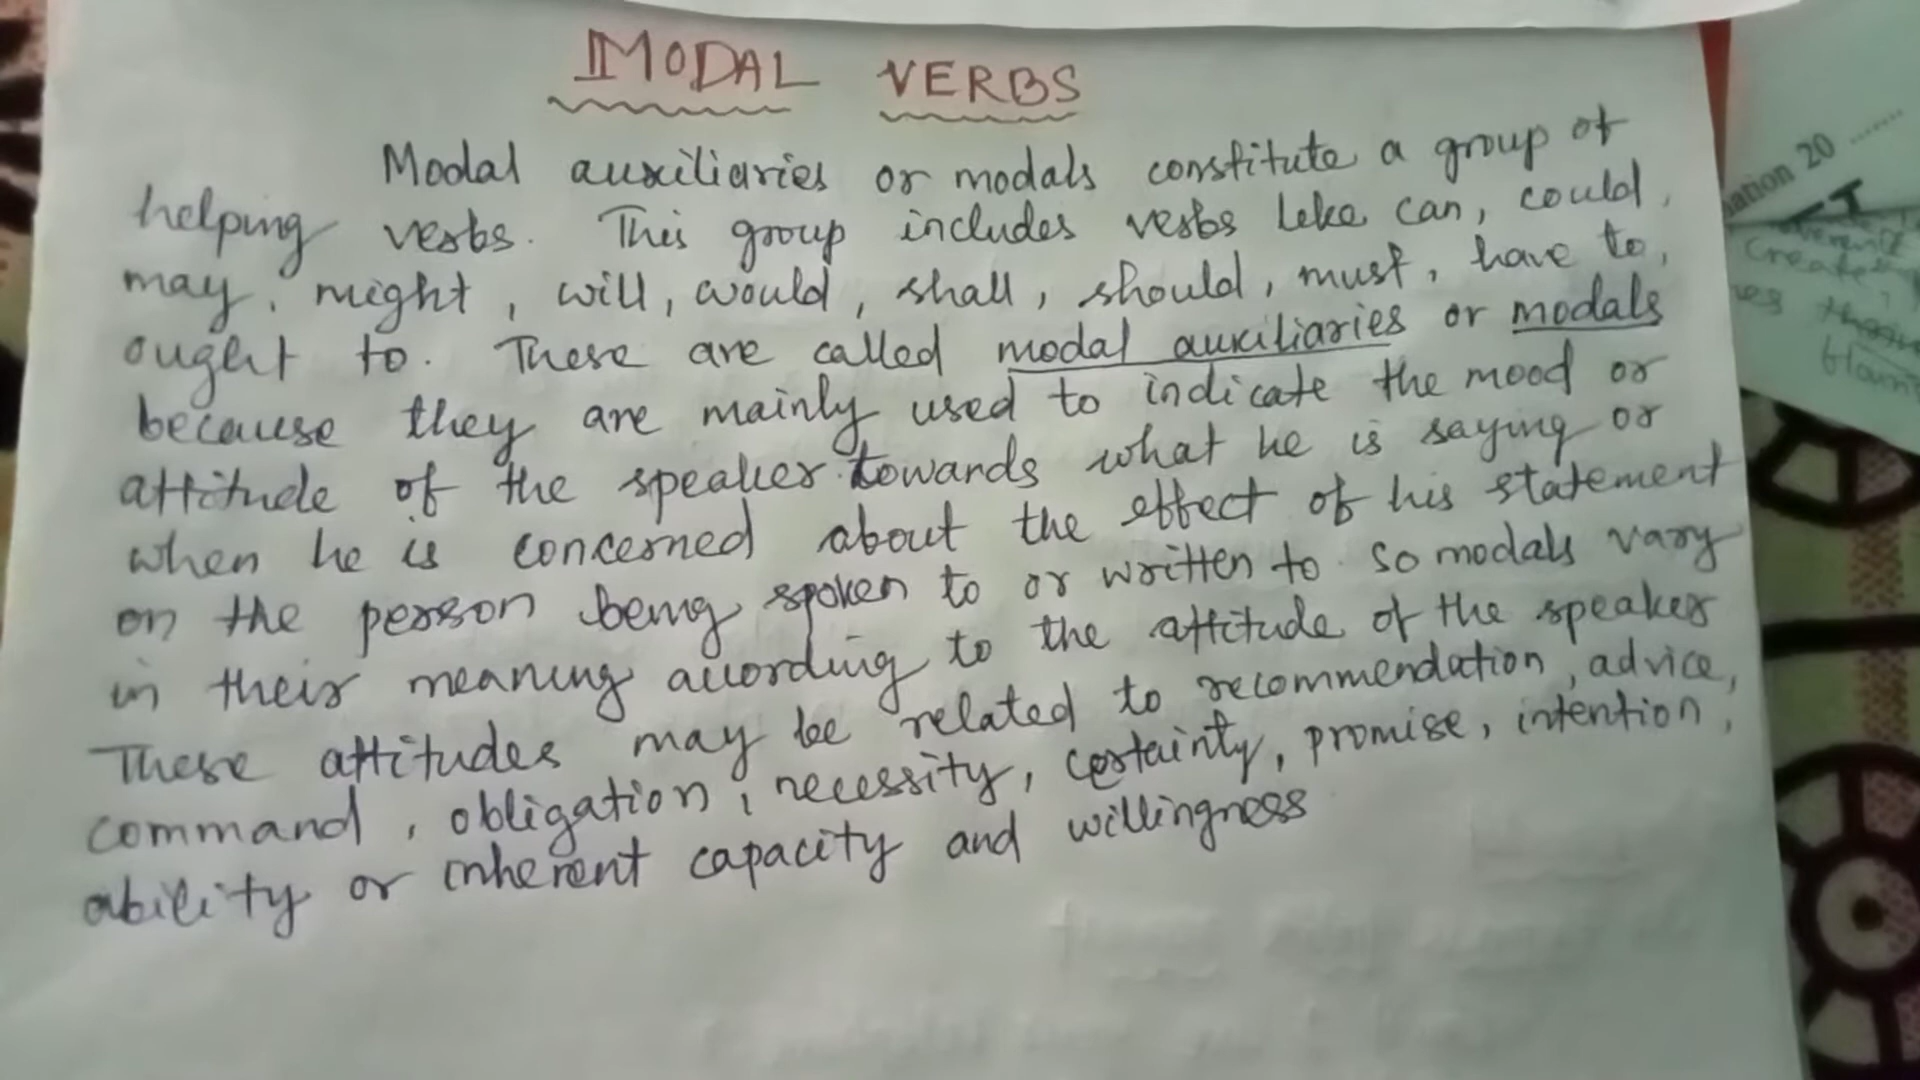 MODAL VERBS
Modal auxiliaries or modals constitute a group of
helping verbs. This group includes verbs like can, could,
may, might, will, would, shall, should, must, have to,
ought to. These are called modal auxiliaries or modals
because they are mainly used to indicate the mood or
attitude of the speaker towards what he is saying or
when he is concerned about the effect of his statement
on the person being spoken to or written to. so modals vary
in their meaning according to the attitude of the speaker
These attitudes may be related to recommendation, advice,
command, obligation, necessity, certainty, promise, intention,
ability or inherent capacity and willingness
20 ........